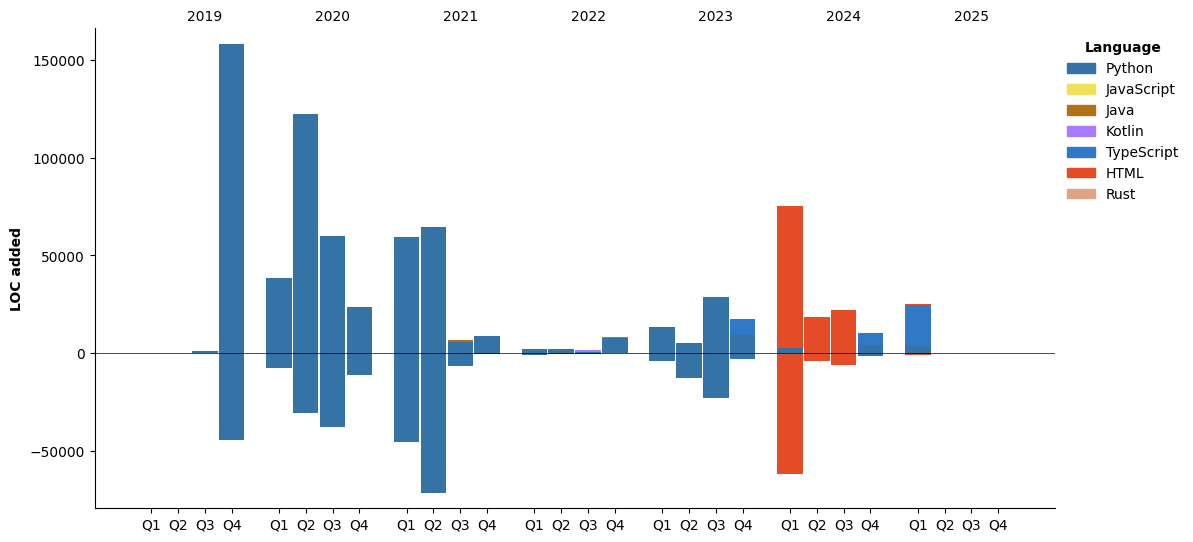 2019 2020 2021 2022 2023 2024 2025
Language
Python
JavaScript
Java
Kotlin
TypeScript
HTML
Rust
LOC added
150000
100000
50000
0
−50000
Q1 Q2 Q3 Q4 Q1 Q2 Q3 Q4 Q1 Q2 Q3 Q4 Q1 Q2 Q3 Q4 Q1 Q2 Q3 Q4 Q1 Q2 Q3 Q4 Q1 Q2 Q3 Q4